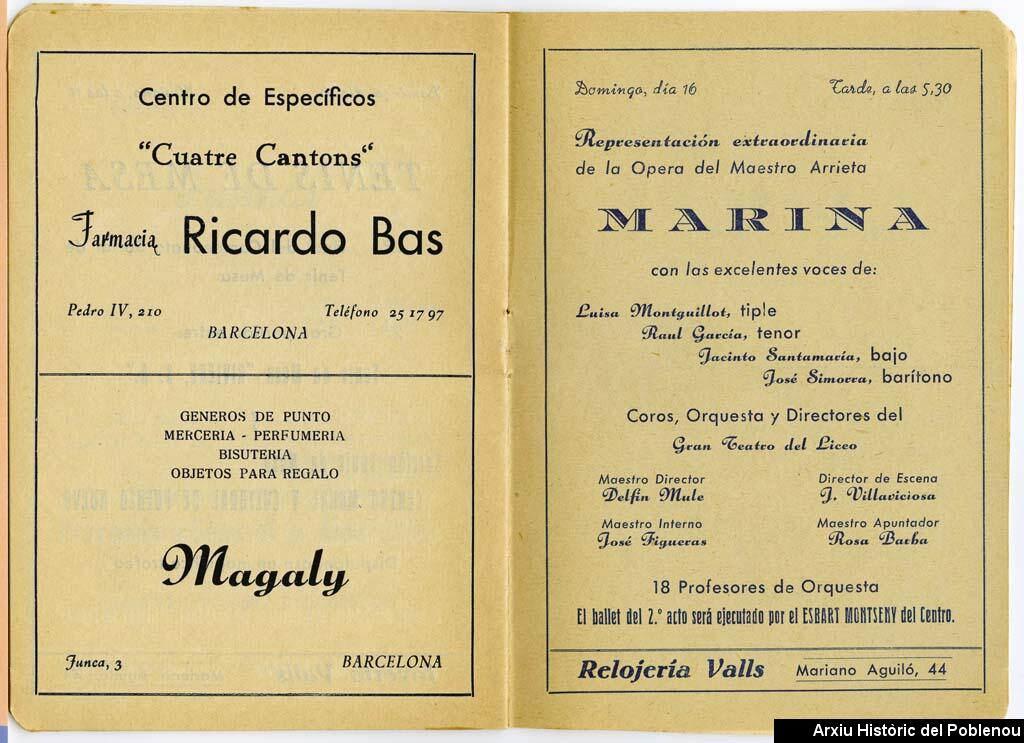 Centro de Específicos
"Cuatre Cantons"
Farmacia Ricardo Bas
Pedro IV, 210 Teléfono 25 17 97
BARCELONA
GENEROS DE PUNTO
MERCERIA - PERFUMERIA
BISUTERIA
OBJETOS PARA REGALO
Magaly
Junca, 3 BARCELONA
Domingo, día 16 Tarde, a las 5,30
Representación extraordinaria
de la Opera del Maestro Arrieta
MARINA
con las excelentes voces de:
Luisa Montguillot, tiple
Raul García, tenor
Jacinto Santamaría, bajo
José Simorra, barítono
Coros, Orquesta y Directores del
Gran Teatro del Liceo
Maestro Director Director de Escena
Delfin Mule J. Villaviciosa
Maestro Interno Maestro Apuntador
José Figueras Rosa Barba
18 Profesores de Orquesta
El ballet del 2.º acto será ejecutado por el ESBART MONTSENY del Centro.
Relojería Valls Mariano Aguiló, 44
Arxiu Històric del Poblenou